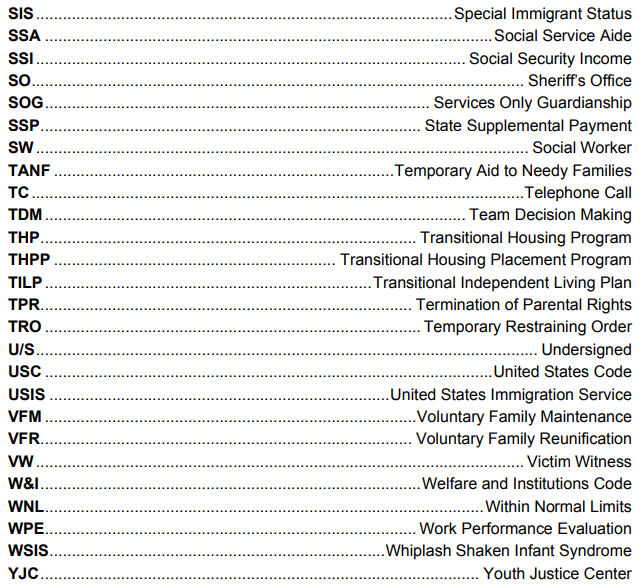 SIS Special Immigrant Status
SSA Social Service Aide
SSI Social Security Income
SO Sheriff's Office
SOG Services Only Guardianship
SSP State Supplemental Payment
SW Social Worker
TANF Temporary Aid to Needy Families
TC Telephone Call
TDM Team Decision Making
THP Transitional Housing Program
THPP Transitional Housing Placement Program
TILP Transitional Independent Living Plan
TPR Termination of Parental Rights
TRO Temporary Restraining Order
U/S Undersigned
USC United States Code
USIS United States Immigration Service
VFM Voluntary Family Maintenance
VFR Voluntary Family Reunification
VW Victim Witness
W&I Welfare and Institutions Code
WNL Within Normal Limits
WPE Work Performance Evaluation
WSIS Whiplash Shaken Infant Syndrome
YJC Youth Justice Center